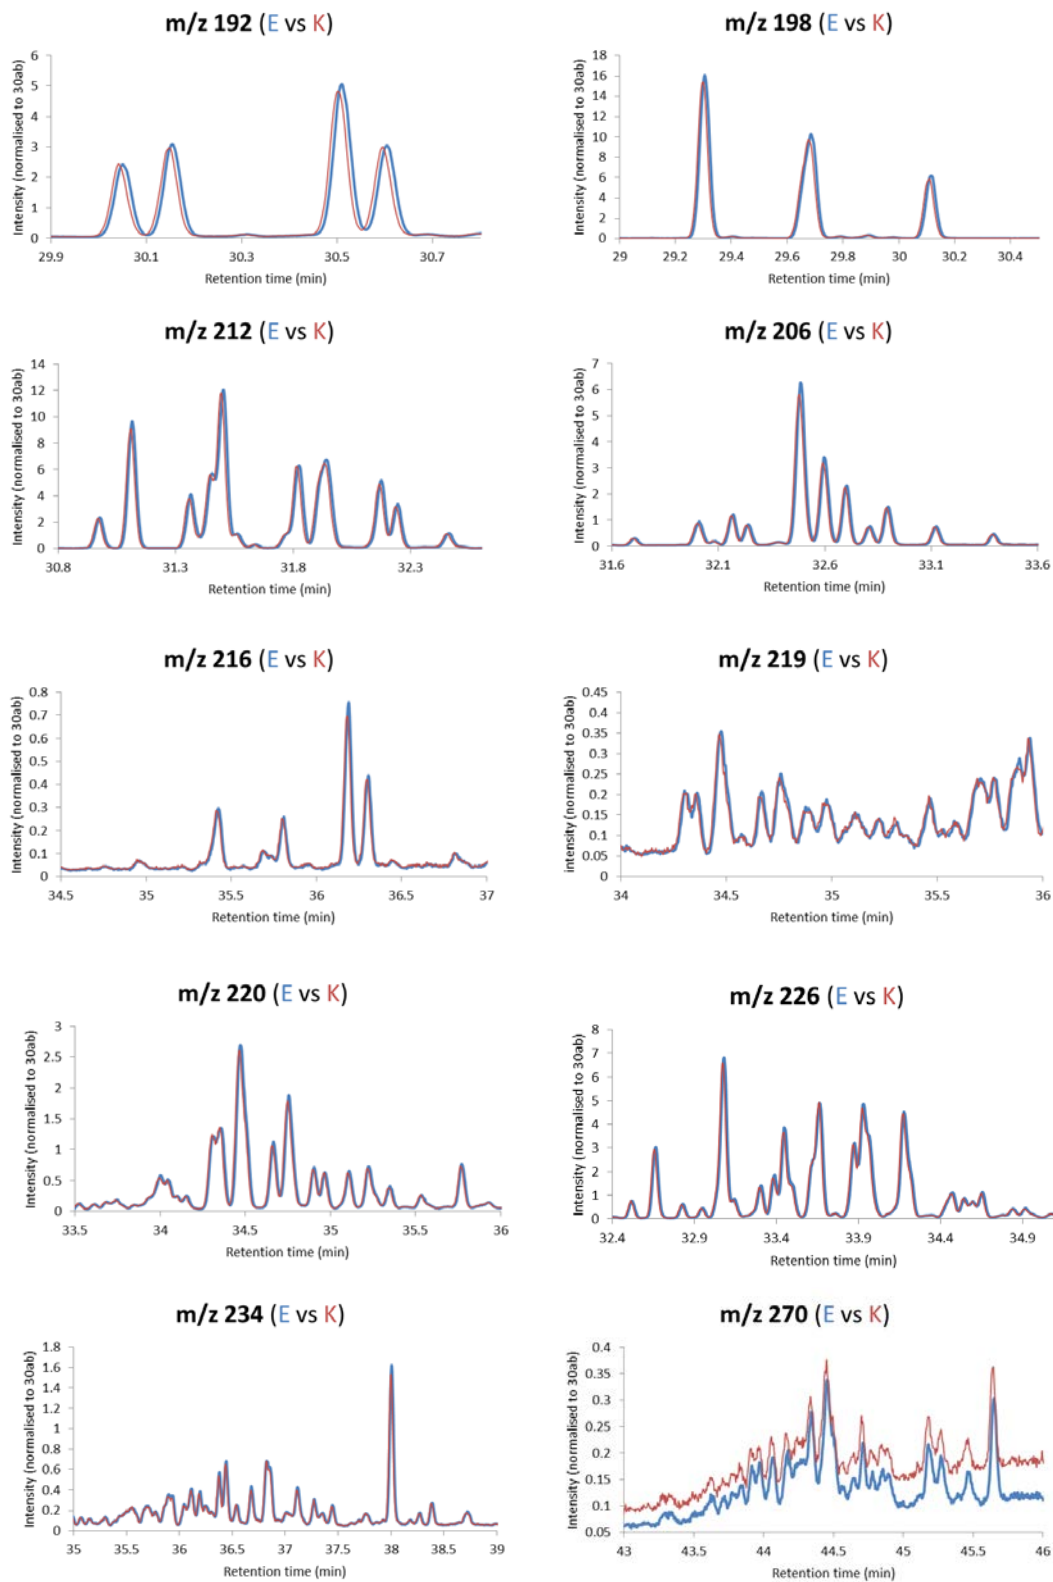 m/z 192 (E vs K)
Intensity (normalised to 30ab)
6
5
4
3
2
1
0
29.9 30.1 30.3 30.5 30.7
Retention time (min)
m/z 198 (E vs K)
Intensity (normalised to 30ab)
18
16
14
12
10
8
6
4
2
0
29 29.2 29.4 29.6 29.8 30 30.2 30.4
Retention time (min)
m/z 212 (E vs K)
Intensity (normalised to 30ab)
14
12
10
8
6
4
2
0
30.8 31.3 31.8 32.3
Retention time (min)
m/z 206 (E vs K)
Intensity (normalised to 30ab)
7
6
5
4
3
2
1
0
31.6 32.1 32.6 33.1 33.6
Retention time (min)
m/z 216 (E vs K)
Intensity (normalised to 30ab)
0.8
0.7
0.6
0.5
0.4
0.3
0.2
0.1
0
34.5 35 35.5 36 36.5 37
Retention time (min)
m/z 219 (E vs K)
intensity (normalised to 30ab)
0.45
0.4
0.35
0.3
0.25
0.2
0.15
0.1
0.05
0
34 34.5 35 35.5 36
Retention time (min)
m/z 220 (E vs K)
Intensity (normalised to 30ab)
3
2.5
2
1.5
1
0.5
0
33.5 34 34.5 35 35.5 36
Retention time (min)
m/z 226 (E vs K)
Intensity (normalised to 30ab)
8
7
6
5
4
3
2
1
0
32.4 32.9 33.4 33.9 34.4 34.9
Retention time (min)
m/z 234 (E vs K)
Intensity (normalised to 30ab)
1.8
1.6
1.4
1.2
1
0.8
0.6
0.4
0.2
0
35 35.5 36 36.5 37 37.5 38 38.5 39
Retention time (min)
m/z 270 (E vs K)
Intensity (normalised to 30ab)
0.4
0.35
0.3
0.25
0.2
0.15
0.1
0.05
43 43.5 44 44.5 45 45.5 46
Retention time (min)